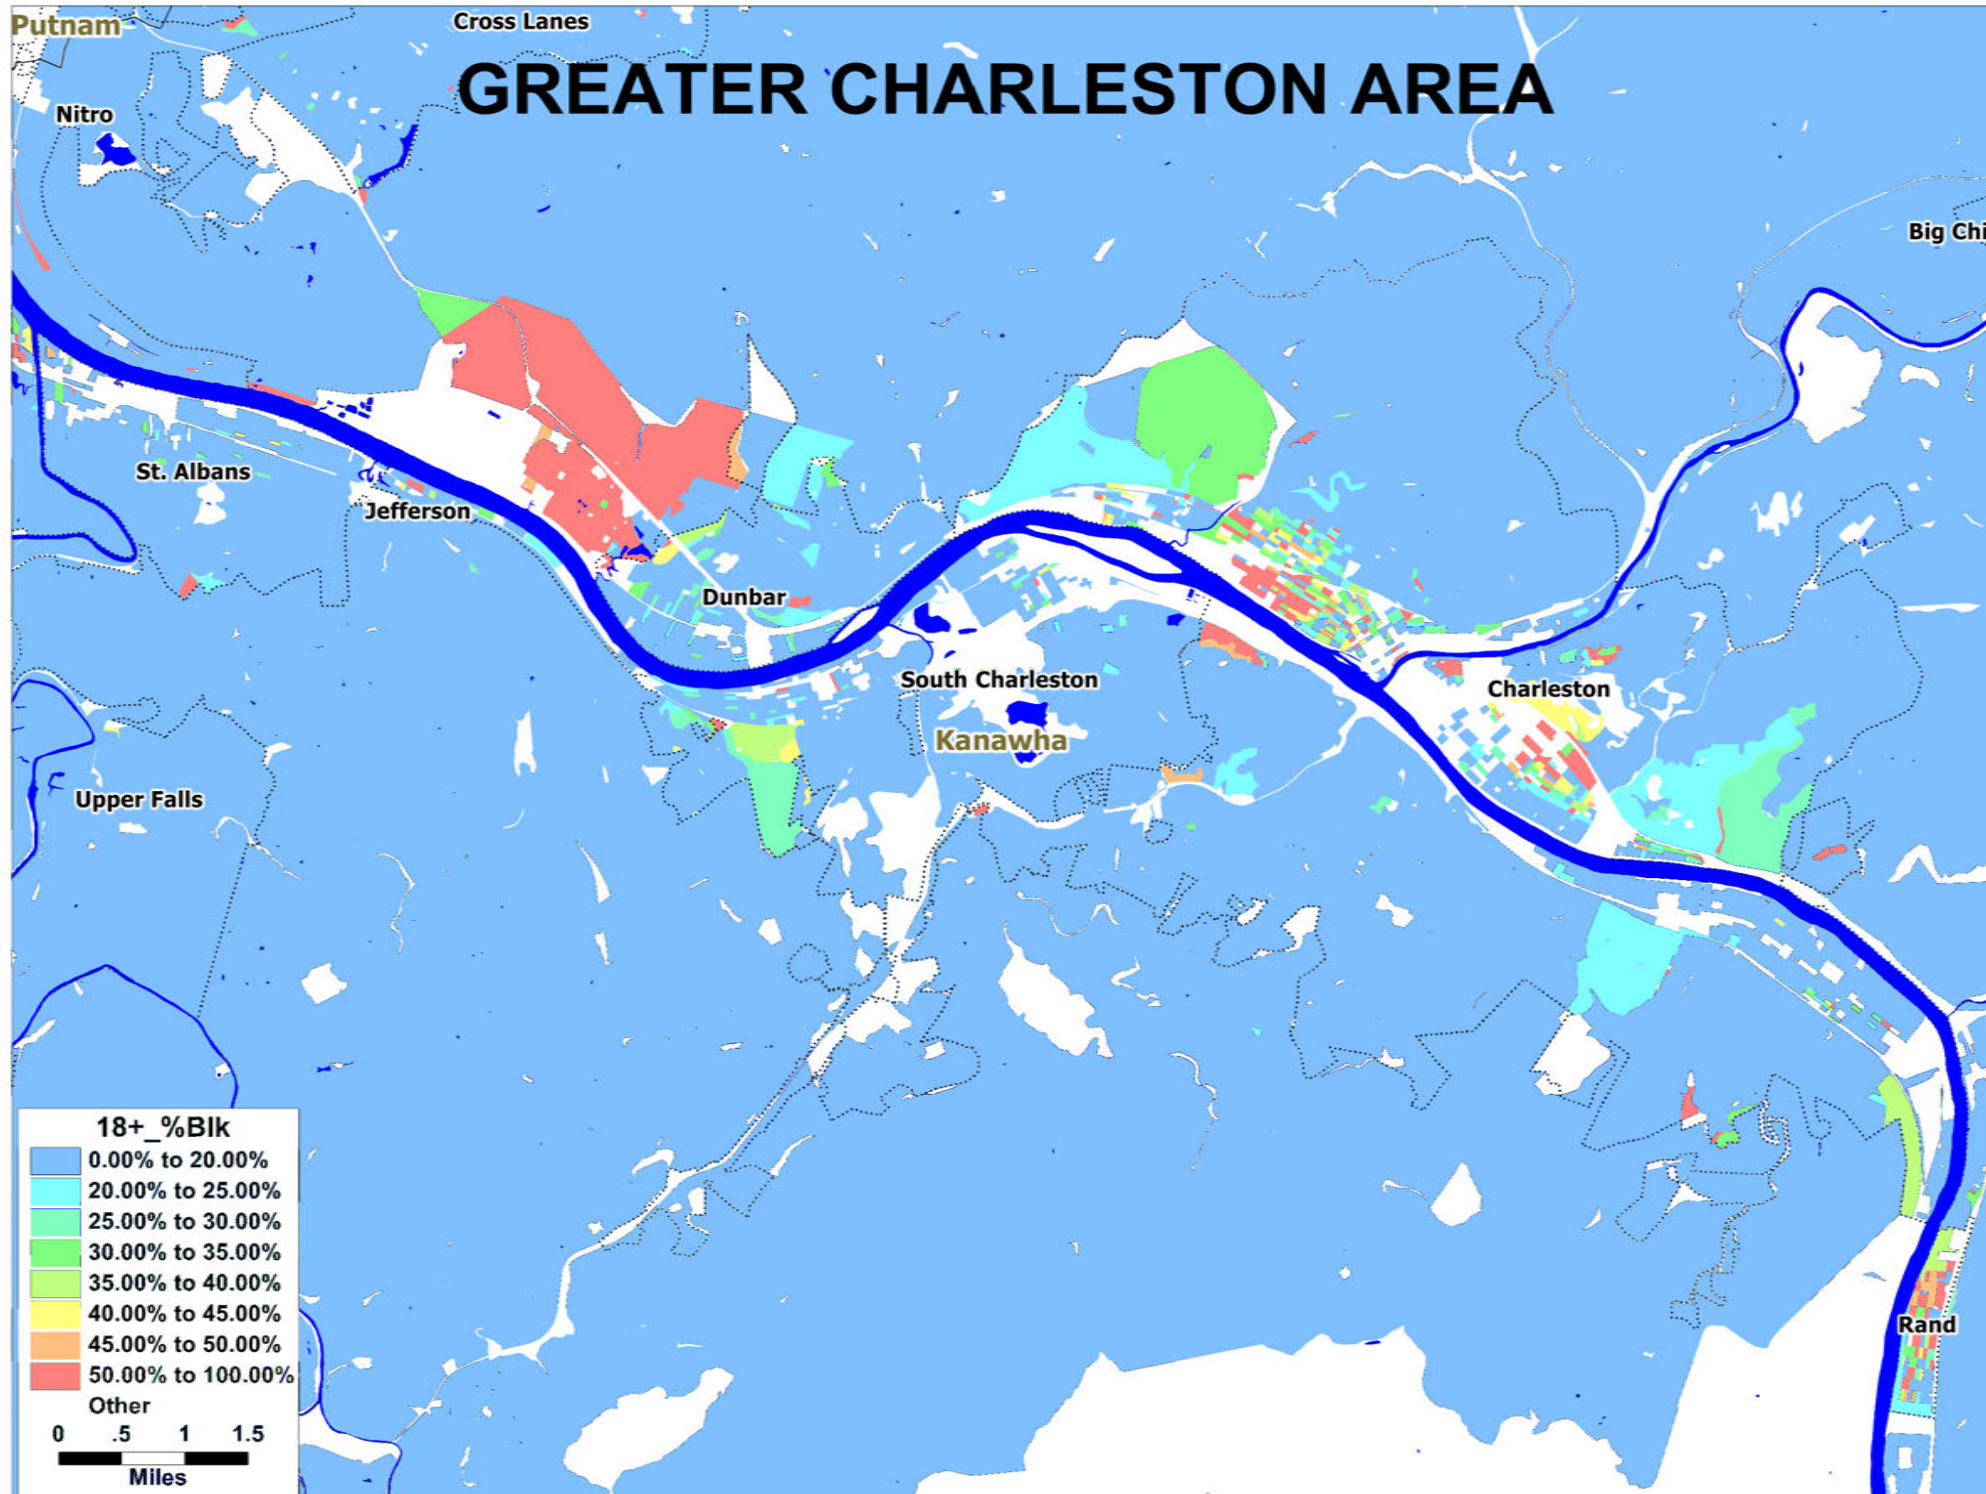 Putnam
Cross Lanes
GREATER CHARLESTON AREA
Nitro
Big Chi
St. Albans
Jefferson
Dunbar
South Charleston
Charleston
Kanawha
Upper Falls
Rand
18+_%Blk
0.00% to 20.00%
20.00% to 25.00%
25.00% to 30.00%
30.00% to 35.00%
35.00% to 40.00%
40.00% to 45.00%
45.00% to 50.00%
50.00% to 100.00%
Other
0 .5 1 1.5
Miles